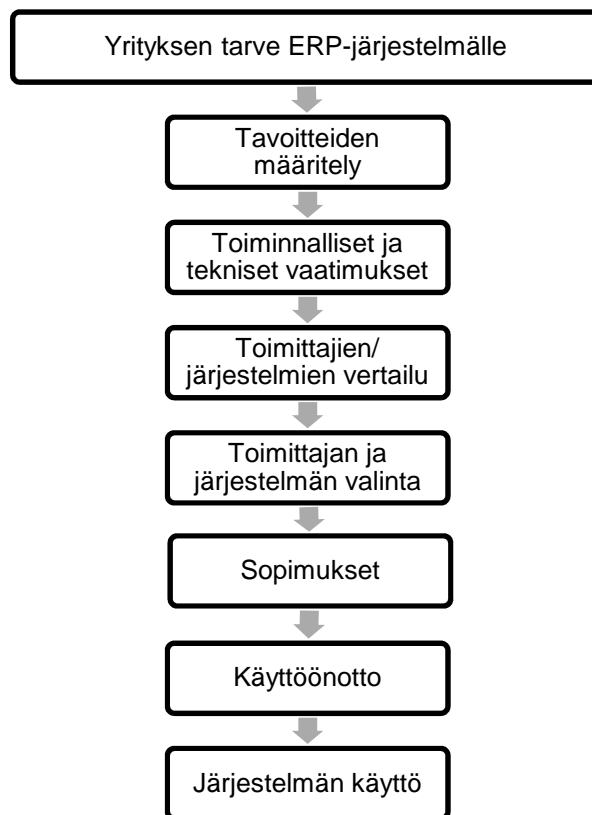 Yrityksen tarve ERP-järjestelmälle
Tavoitteiden
määritely
Toiminnalliset ja
tekniset vaatimukset
Toimittajien/
järjestelmien vertailu
Toimittajan ja
järjestelmän valinta
Sopimukset
Käyttöönotto
Järjestelmän käyttö